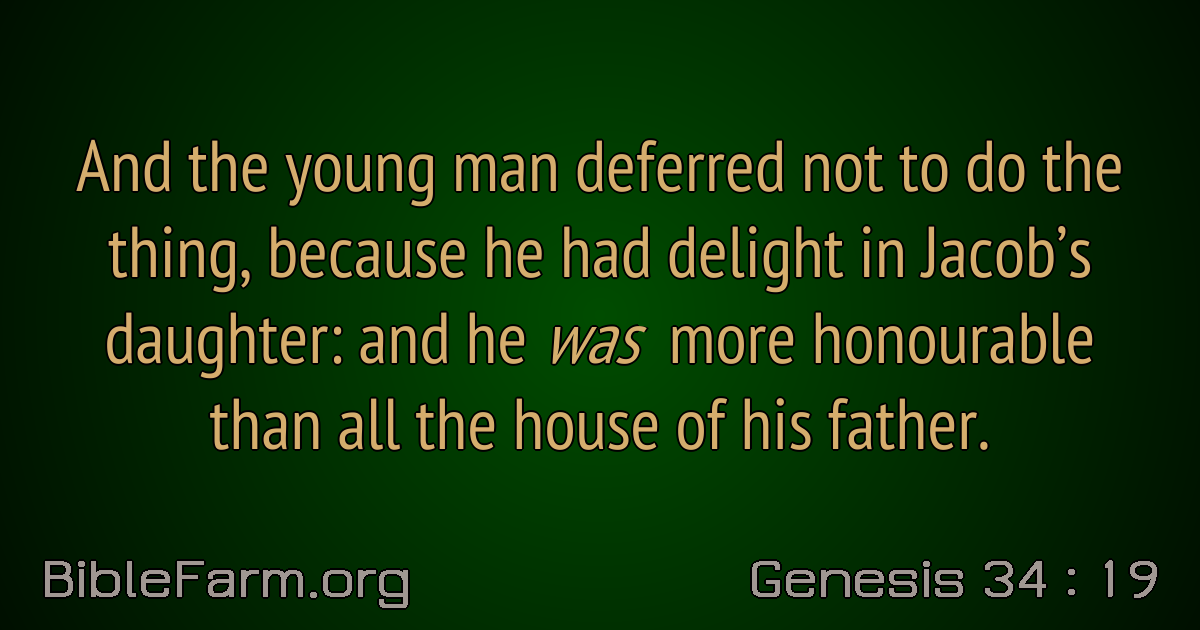 And the young man deferred not to do the
thing, because he had delight in Jacob’s
daughter: and he was more honourable
than all the house of his father.
BibleFarm.org
Genesis 34 : 19